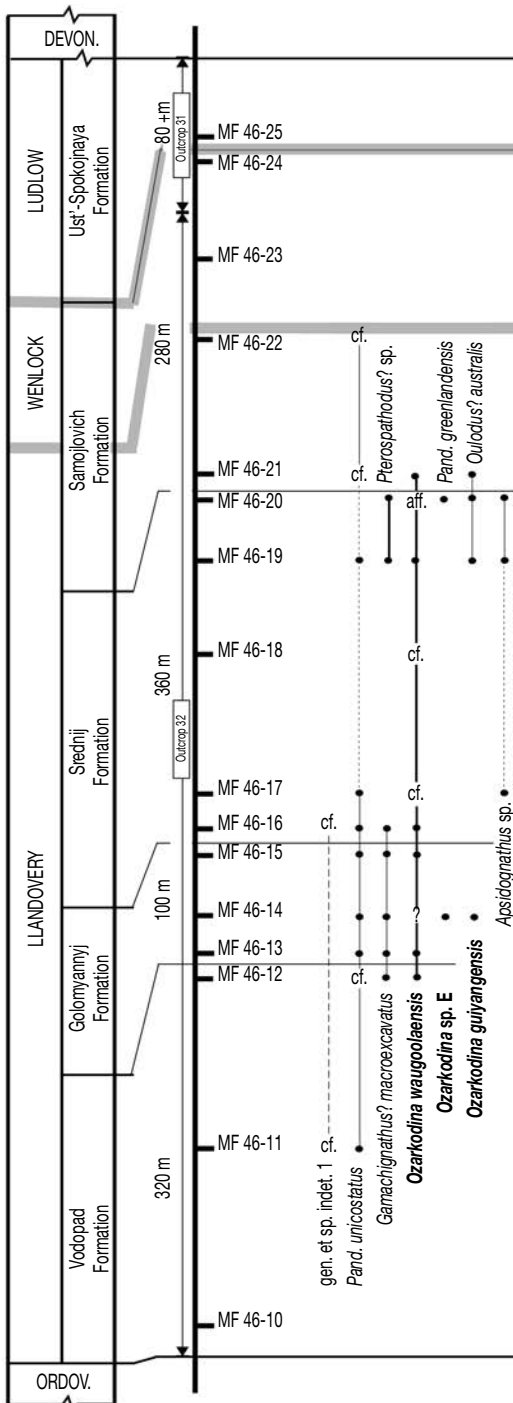 DEVON.
LUDLOW
Ust'-Spokojnaya
Formation
80 +m
Outcrop 31
MF 46-25
MF 46-24
MF 46-23
WENLOCK
Samojlovich
Formation
280 m
MF 46-22
cf.
Pterospathodus? sp.
Pand. greenlandensis
Oulodus? australis
MF 46-21
cf.
MF 46-20
aff.
MF 46-19
LLANDOVERY
Srednij
Formation
360 m
Outcrop 32
MF 46-18
cf.
MF 46-17
cf.
MF 46-16
cf.
MF 46-15
Apsidognathus sp.
Golomyannyj
Formation
100 m
MF 46-14
?
MF 46-13
MF 46-12
cf.
Gamachignathus? macroexcavatus
Ozarkodina waugoolaensis
Ozarkodina sp. E
Ozarkodina guiyangensis
Vodopad
Formation
320 m
MF 46-11
cf.
gen. et sp. indet. 1
Pand. unicostatus
MF 46-10
ORDOV.